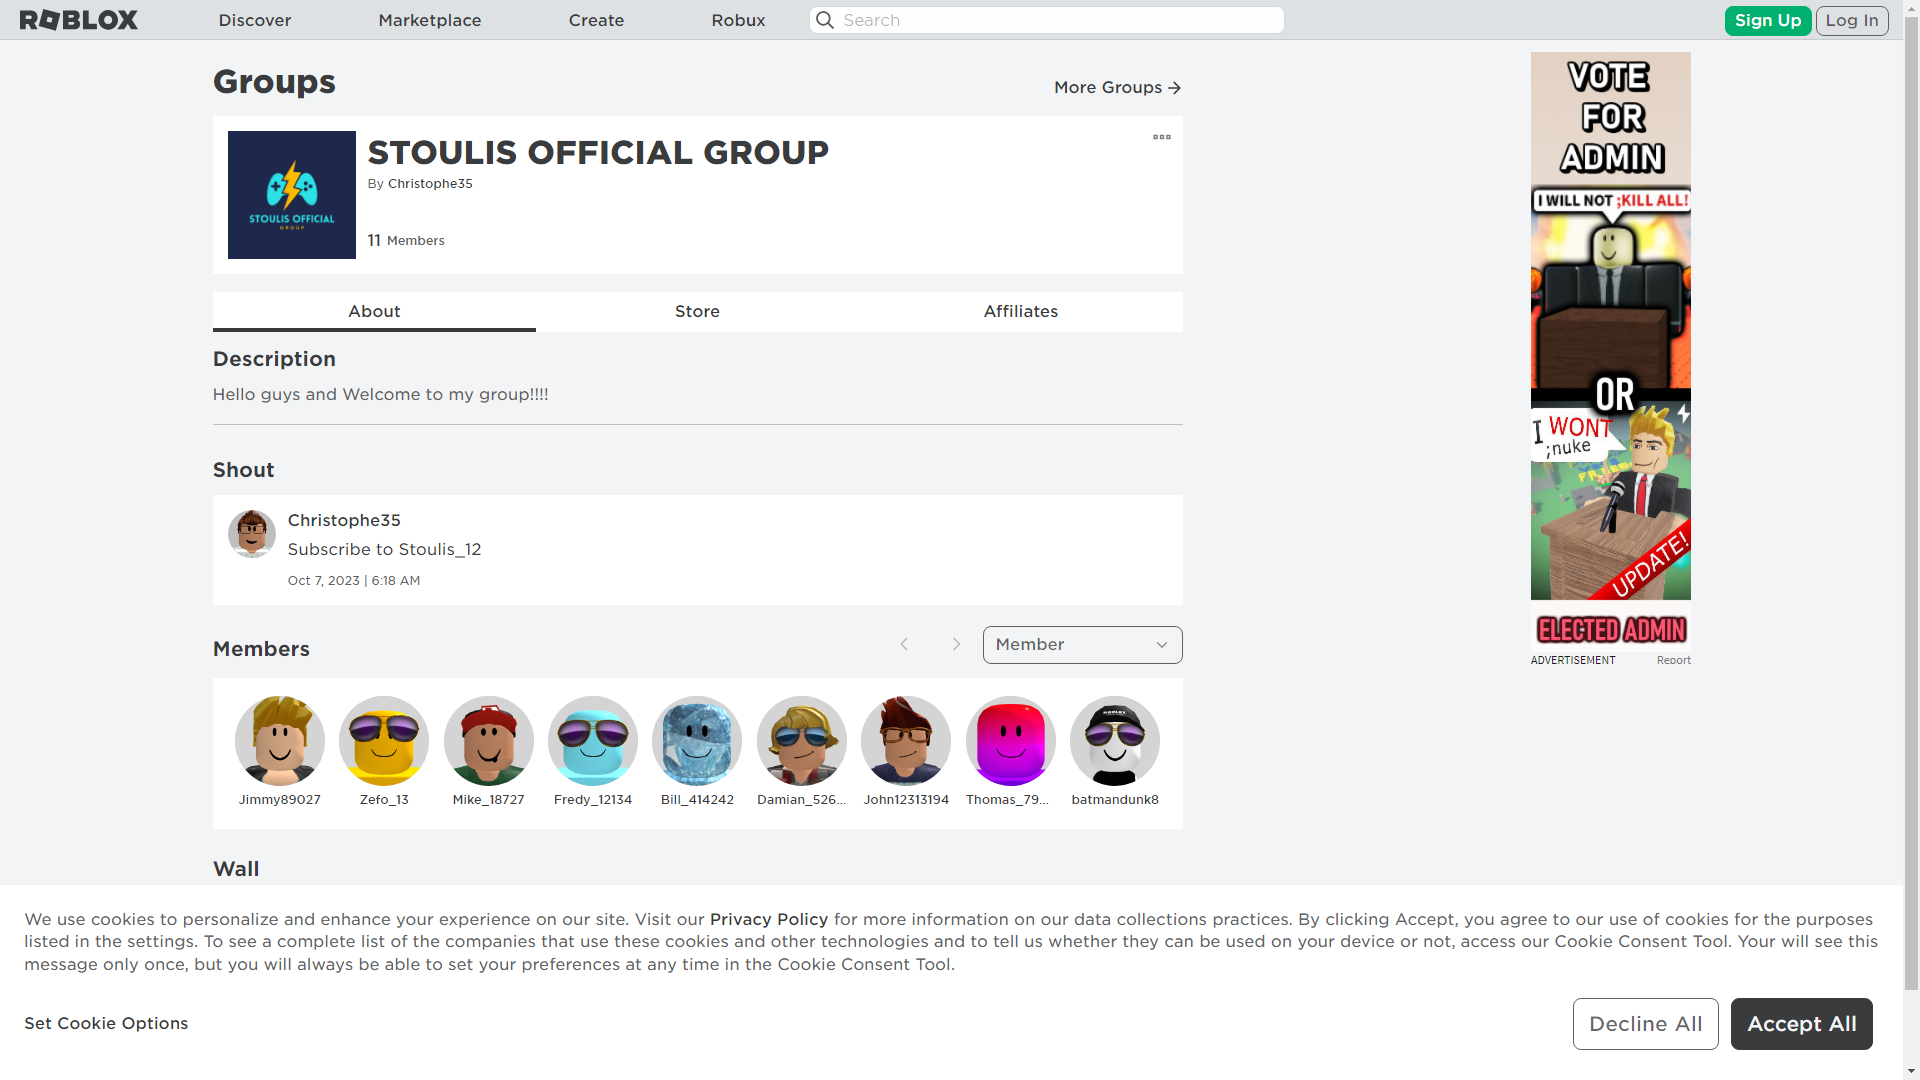 ROBLOX
Discover
Marketplace
Create
Robux
Search
Sign Up
Log In
Groups
More Groups
STOULIS OFFICIAL
GROUP
STOULIS OFFICIAL GROUP
By Christophe35
11 Members
About
Store
Affiliates
Description
Hello guys and Welcome to my group!!!!
Shout
Christophe35
Subscribe to Stoulis_12
Oct 7, 2023 | 6:18 AM
Members
Member
Jimmy89027
Zefo_13
Mike_18727
Fredy_12134
Bill_414242
Damian_526...
John12313194
Thomas_79...
batmandunk8
Wall
VOTE
FOR
ADMIN
I WILL NOT ;KILL ALL!
OR
I WONT
;nuke
UPDATE!
ELECTED ADMIN
ADVERTISEMENT
Report
We use cookies to personalize and enhance your experience on our site. Visit our Privacy Policy for more information on our data collections practices. By clicking Accept, you agree to our use of cookies for the purposes
listed in the settings. To see a complete list of the companies that use these cookies and other technologies and to tell us whether they can be used on your device or not, access our Cookie Consent Tool. Your will see this
message only once, but you will always be able to set your preferences at any time in the Cookie Consent Tool.
Set Cookie Options
Decline All
Accept All